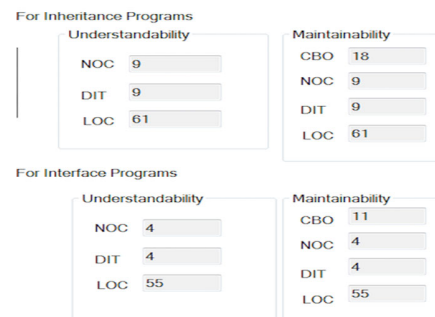 For Inheritance Programs
Understandability
NOC 9
DIT 9
LOC 61
Maintainability
CBO 18
NOC 9
DIT 9
LOC 61
For Interface Programs
Understandability
NOC 4
DIT 4
LOC 55
Maintainability
CBO 11
NOC 4
DIT 4
LOC 55